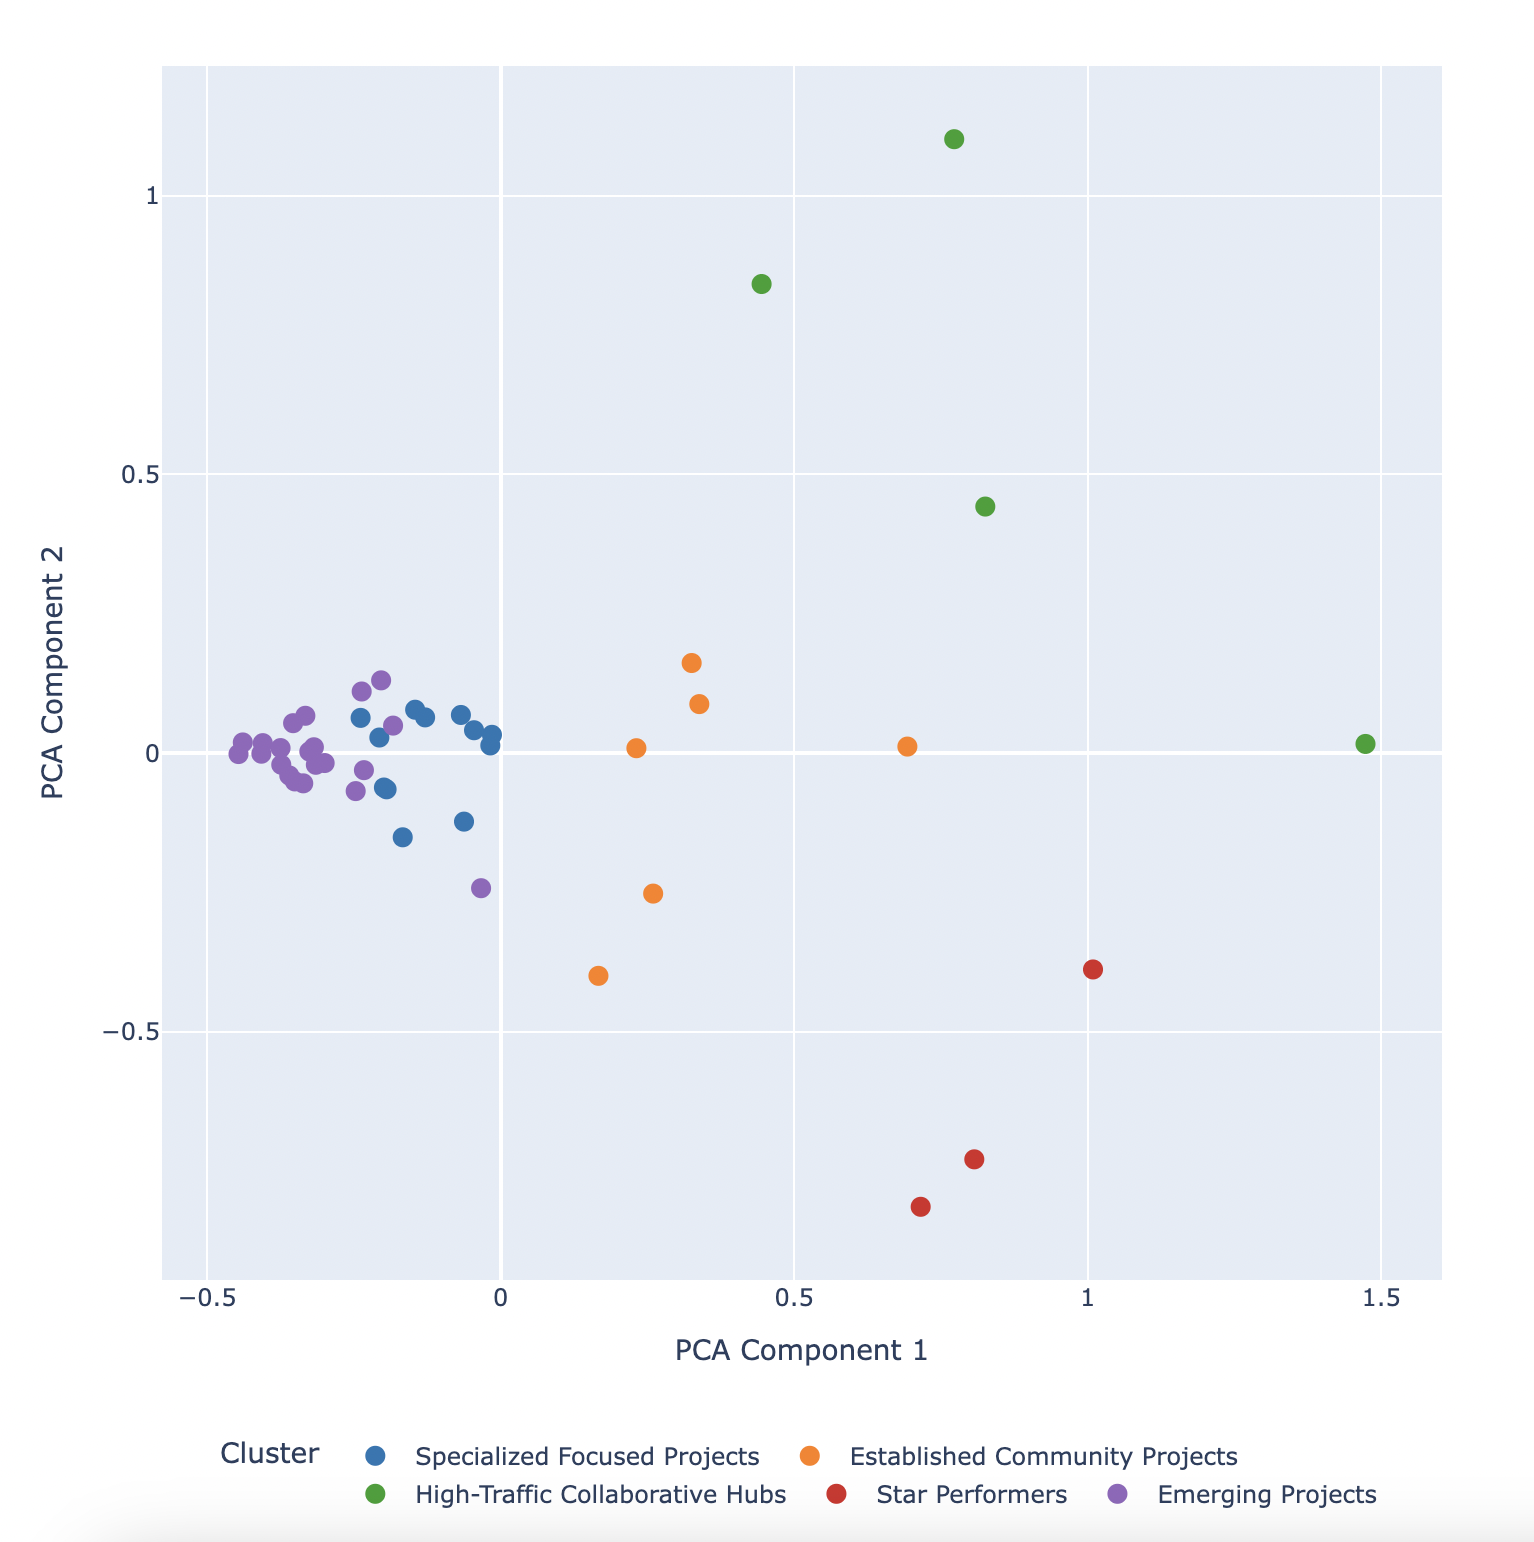 1
0.5
0
−0.5
PCA Component 2
−0.5 0 0.5 1 1.5
PCA Component 1
Cluster
Specialized Focused Projects Established Community Projects
High-Traffic Collaborative Hubs Star Performers Emerging Projects